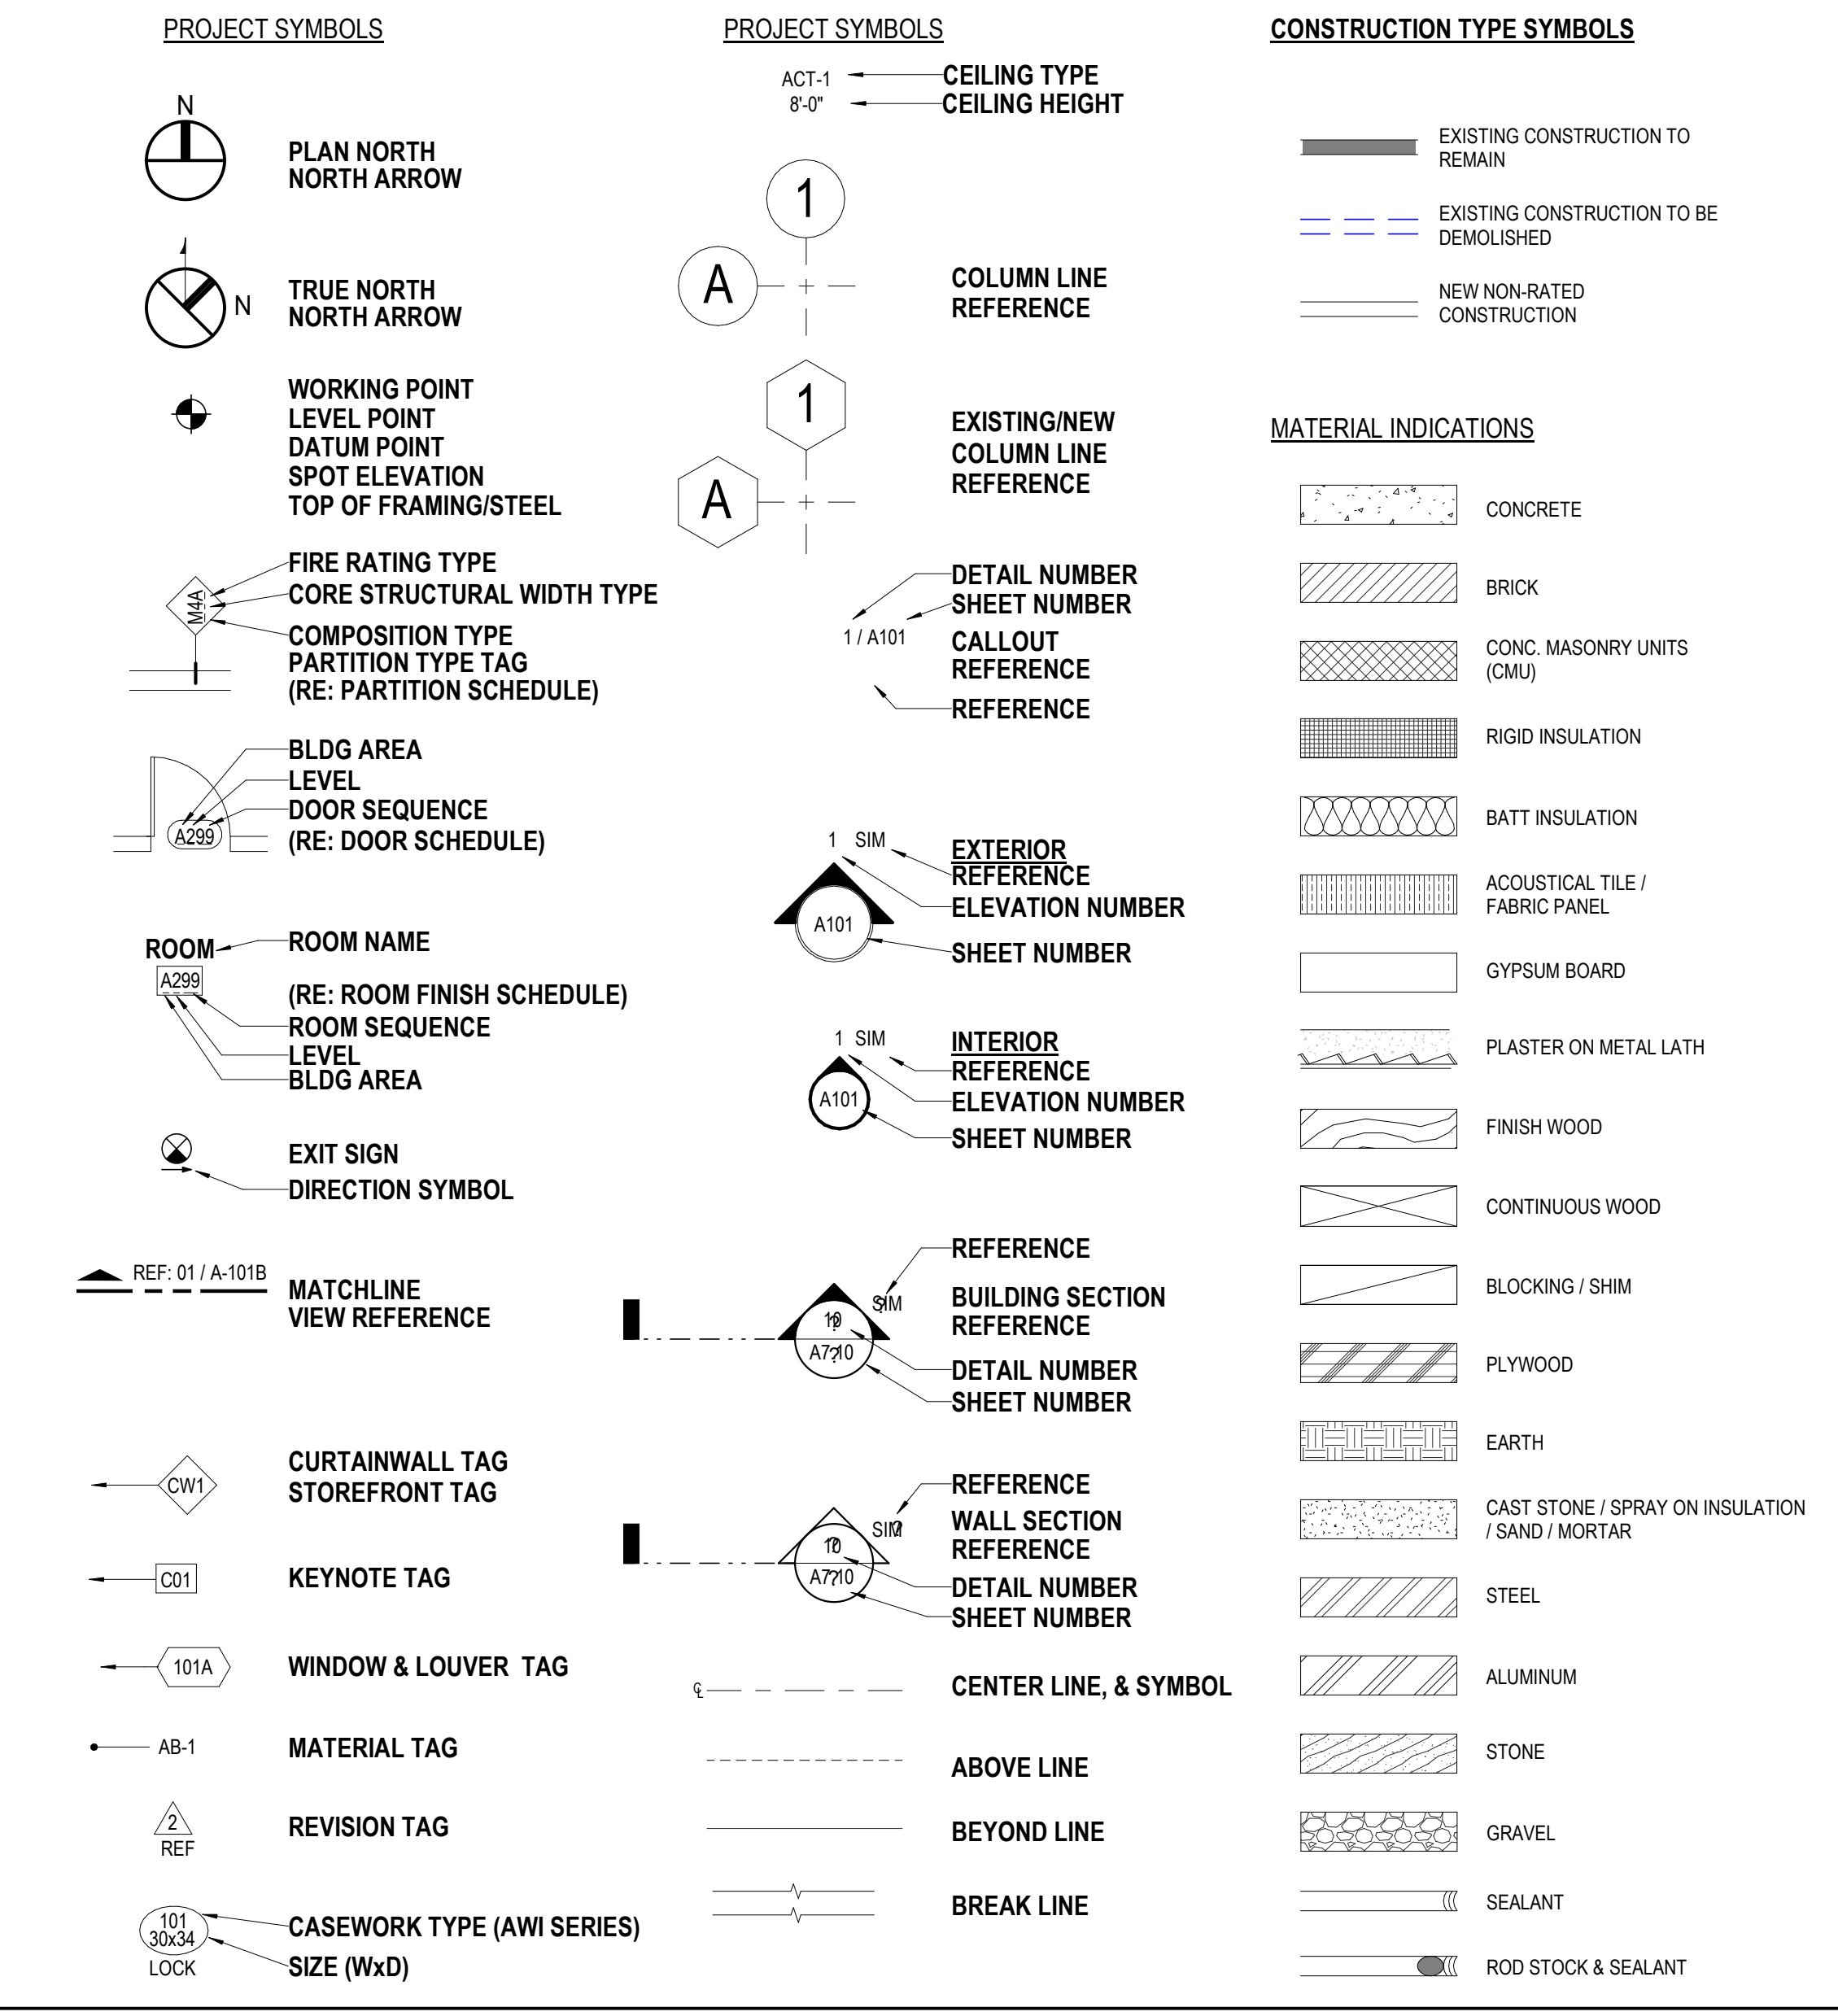 PROJECT SYMBOLS
N
PLAN NORTH
NORTH ARROW
N
TRUE NORTH
NORTH ARROW
WORKING POINT
LEVEL POINT
DATUM POINT
SPOT ELEVATION
TOP OF FRAMING/STEEL
M4A
FIRE RATING TYPE
CORE STRUCTURAL WIDTH TYPE
COMPOSITION TYPE
PARTITION TYPE TAG
(RE: PARTITION SCHEDULE)
BLDG AREA
LEVEL
DOOR SEQUENCE
A299
(RE: DOOR SCHEDULE)
ROOM
ROOM NAME
A299
(RE: ROOM FINISH SCHEDULE)
ROOM SEQUENCE
LEVEL
BLDG AREA
EXIT SIGN
DIRECTION SYMBOL
REF: 01 / A-101B
MATCHLINE
VIEW REFERENCE
CW1
CURTAINWALL TAG
STOREFRONT TAG
C01
KEYNOTE TAG
101A
WINDOW & LOUVER TAG
AB-1
MATERIAL TAG
2
REF
REVISION TAG
101
30x34
LOCK
CASEWORK TYPE (AWI SERIES)
SIZE (WxD)
PROJECT SYMBOLS
ACT-1
CEILING TYPE
8'-0"
CEILING HEIGHT
1
A
COLUMN LINE
REFERENCE
1
A
EXISTING/NEW
COLUMN LINE
REFERENCE
DETAIL NUMBER
SHEET NUMBER
1 / A101
CALLOUT
REFERENCE
REFERENCE
1 SIM
A101
EXTERIOR
REFERENCE
ELEVATION NUMBER
SHEET NUMBER
1 SIM
A101
INTERIOR
REFERENCE
ELEVATION NUMBER
SHEET NUMBER
REFERENCE
SIM
?
10
?
A7.10
?
BUILDING SECTION
REFERENCE
DETAIL NUMBER
SHEET NUMBER
REFERENCE
SIM
?
10
?
A7.10
?
WALL SECTION
REFERENCE
DETAIL NUMBER
SHEET NUMBER
℄
CENTER LINE, & SYMBOL
ABOVE LINE
BEYOND LINE
BREAK LINE
CONSTRUCTION TYPE SYMBOLS
EXISTING CONSTRUCTION TO
REMAIN
EXISTING CONSTRUCTION TO BE
DEMOLISHED
NEW NON-RATED
CONSTRUCTION
MATERIAL INDICATIONS
CONCRETE
BRICK
CONC. MASONRY UNITS
(CMU)
RIGID INSULATION
BATT INSULATION
ACOUSTICAL TILE /
FABRIC PANEL
GYPSUM BOARD
PLASTER ON METAL LATH
FINISH WOOD
CONTINUOUS WOOD
BLOCKING / SHIM
PLYWOOD
EARTH
CAST STONE / SPRAY ON INSULATION
/ SAND / MORTAR
STEEL
ALUMINUM
STONE
GRAVEL
SEALANT
ROD STOCK & SEALANT